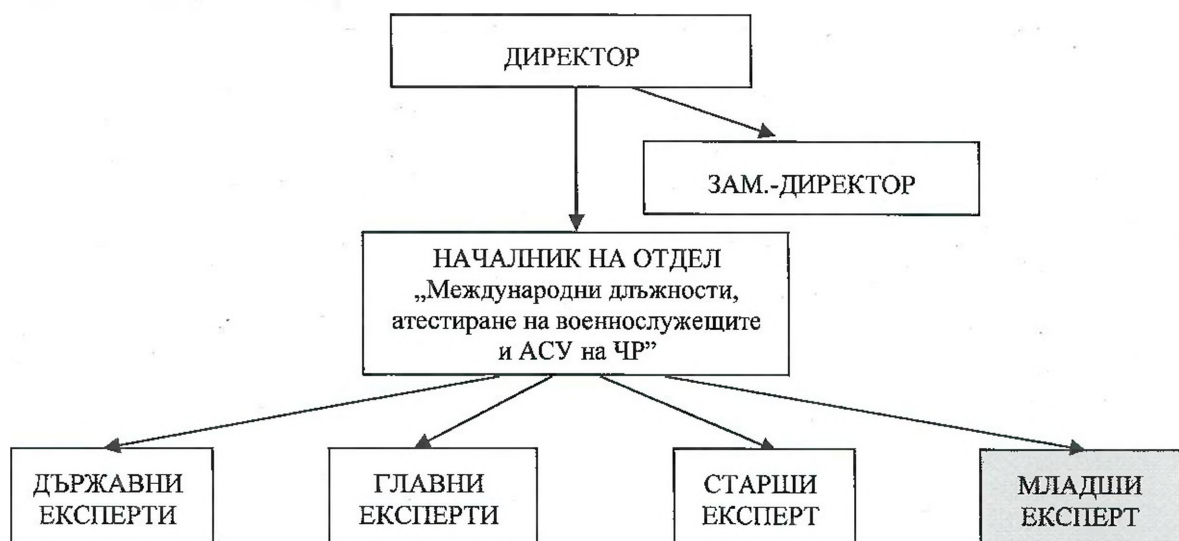 ДИРЕКТОР
ЗАМ.-ДИРЕКТОР
НАЧАЛНИК НА ОТДЕЛ
„Международни длъжности,
атестиране на военнослужещите
и АСУ на ЧР”
ДЪРЖАВНИ
ЕКСПЕРТИ
ГЛАВНИ
ЕКСПЕРТИ
СТАРШИ
ЕКСПЕРТ
МЛАДШИ
ЕКСПЕРТ